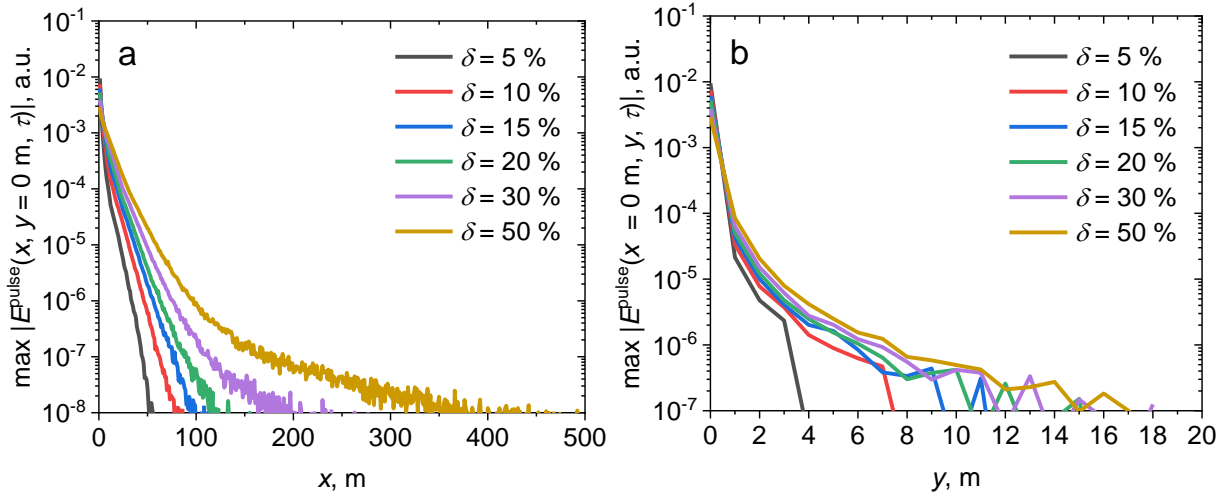 a
max |E^pulse(x, y = 0 m, τ)|, a.u.
10^-1
10^-2
10^-3
10^-4
10^-5
10^-6
10^-7
10^-8
δ = 5 %
δ = 10 %
δ = 15 %
δ = 20 %
δ = 30 %
δ = 50 %
0 100 200 300 400 500
x, m
b
max |E^pulse(x = 0 m, y, τ)|, a.u.
10^-1
10^-2
10^-3
10^-4
10^-5
10^-6
10^-7
δ = 5 %
δ = 10 %
δ = 15 %
δ = 20 %
δ = 30 %
δ = 50 %
0 2 4 6 8 10 12 14 16 18 20
y, m